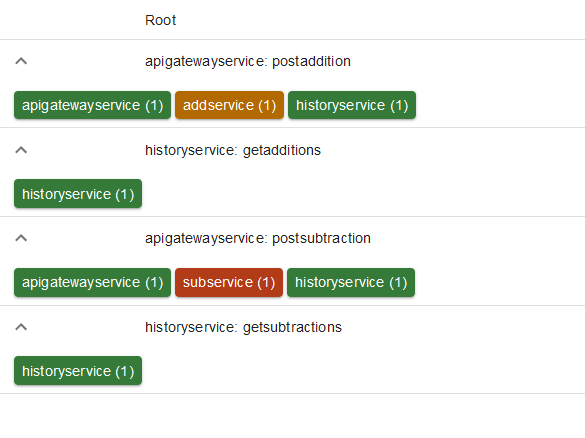 Root
apigatewayservice: postaddition
apigatewayservice (1) addservice (1) historyservice (1)
historyservice: getadditions
historyservice (1)
apigatewayservice: postsubtraction
apigatewayservice (1) subservice (1) historyservice (1)
historyservice: getsubtractions
historyservice (1)